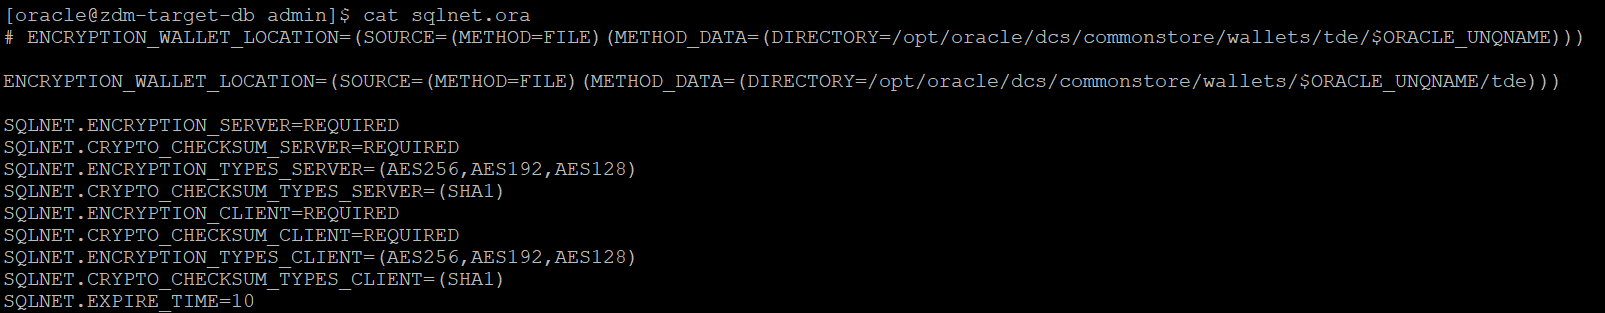 [oracle@zdm-target-db admin]$ cat sqlnet.ora
# ENCRYPTION_WALLET_LOCATION=(SOURCE=(METHOD=FILE)(METHOD_DATA=(DIRECTORY=/opt/oracle/dcs/commonstore/wallets/tde/$ORACLE_UNQNAME)))
ENCRYPTION_WALLET_LOCATION=(SOURCE=(METHOD=FILE)(METHOD_DATA=(DIRECTORY=/opt/oracle/dcs/commonstore/wallets/$ORACLE_UNQNAME/tde)))
SQLNET.ENCRYPTION_SERVER=REQUIRED
SQLNET.CRYPTO_CHECKSUM_SERVER=REQUIRED
SQLNET.ENCRYPTION_TYPES_SERVER=(AES256,AES192,AES128)
SQLNET.CRYPTO_CHECKSUM_TYPES_SERVER=(SHA1)
SQLNET.ENCRYPTION_CLIENT=REQUIRED
SQLNET.CRYPTO_CHECKSUM_CLIENT=REQUIRED
SQLNET.ENCRYPTION_TYPES_CLIENT=(AES256,AES192,AES128)
SQLNET.CRYPTO_CHECKSUM_TYPES_CLIENT=(SHA1)
SQLNET.EXPIRE_TIME=10